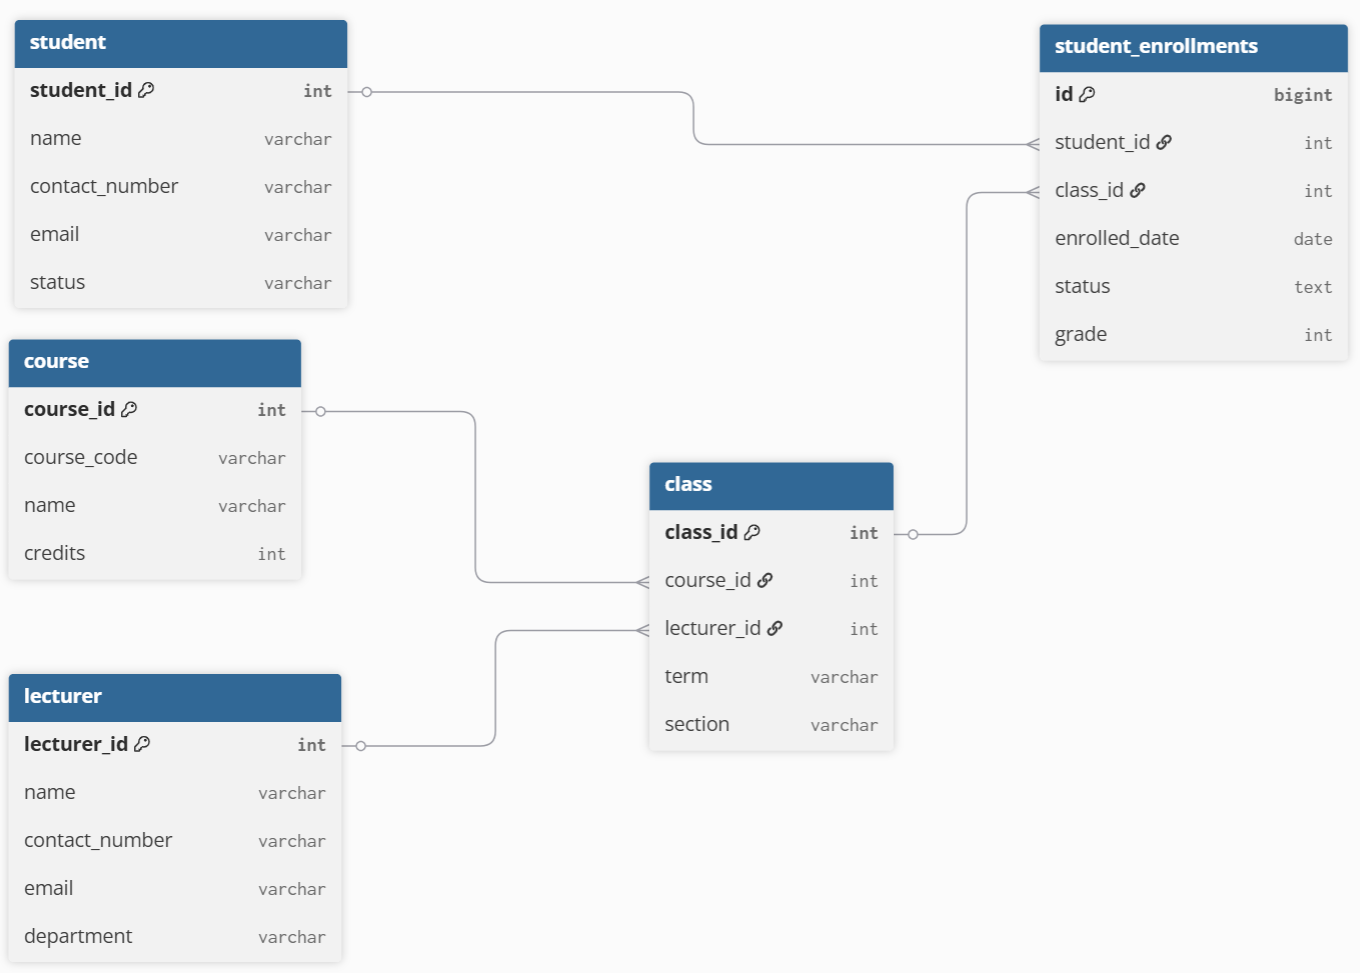 student
student_id int
name varchar
contact_number varchar
email varchar
status varchar
course
course_id int
course_code varchar
name varchar
credits int
lecturer
lecturer_id int
name varchar
contact_number varchar
email varchar
department varchar
class
class_id int
course_id int
lecturer_id int
term varchar
section varchar
student_enrollments
id bigint
student_id int
class_id int
enrolled_date date
status text
grade int